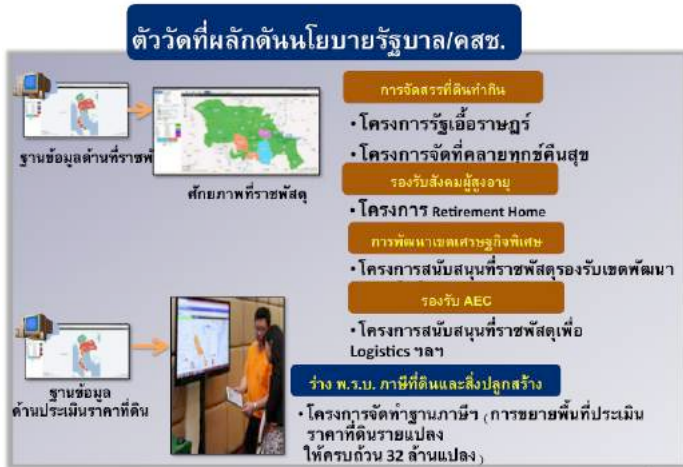 ตัววัดที่ผลักดันนโยบายรัฐบาล/คสช.
ฐานข้อมูลด้านที่ราชพั
ศักยภาพที่ราชพัสดุ
การจัดสรรที่ดินทำกิน
• โครงการรัฐเอื้อราษฎร์
• โครงการจัดที่คลายทุกข์คืนสุข
รองรับสังคมผู้สูงอายุ
• โครงการ Retirement Home
การพัฒนาเขตเศรษฐกิจพิเศษ
• โครงการสนับสนุนที่ราชพัสดุรองรับเขตพัฒนา
รองรับ AEC
• โครงการสนับสนุนที่ราชพัสดุเพื่อ
Logistics ฯลฯ
ฐานข้อมูล
ด้านประเมินราคาที่ดิน
ร่าง พ.ร.บ. ภาษีที่ดินและสิ่งปลูกสร้าง
• โครงการจัดทำฐานภาษีฯ (การขยายพื้นที่ประเมิน
ราคาที่ดินรายแปลง
ให้ครบถ้วน 32 ล้านแปลง)